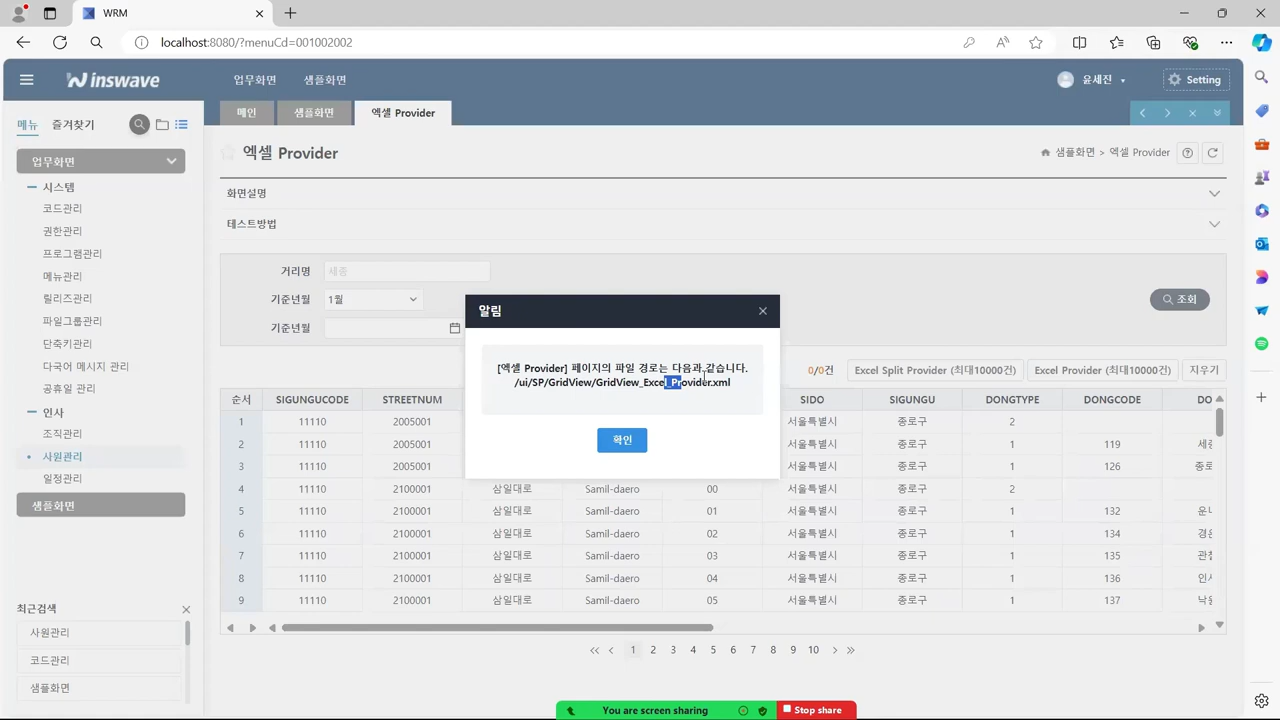 WRM
localhost:8080/?menuCd=001002002
inswave
업무화면
샘플화면
윤세진
Setting
메뉴
즐겨찾기
메인
샘플화면
엑셀 Provider
업무화면
시스템
코드관리
권한관리
프로그램관리
메뉴관리
릴리즈관리
파일그룹관리
단축키관리
다국어 메시지 관리
공휴일 관리
인사
조직관리
사원관리
일정관리
샘플화면
최근검색
사원관리
코드관리
샘플화면
엑셀 Provider
샘플화면 > 엑셀 Provider
화면설명
테스트방법
거리명 세종
기준년월 1월
기준년월
조회
알림
[엑셀 Provider] 페이지의 파일 경로는 다음과 같습니다.
/ui/SP/GridView/GridView_Excel_Provider.xml
확인
0/0건 Excel Split Provider (최대10000건) Excel Provider (최대10000건) 지우기
순서 SIGUNGUCODE STREETNUM SIDO SIGUNGU DONGTYPE DONGCODE DO
1 11110 2005001 서울특별시 종로구 2
2 11110 2005001 서울특별시 종로구 1 119 세종
3 11110 2005001 서울특별시 종로구 1 126 종로
4 11110 2100001 삼일대로 Samil-daero 00 서울특별시 종로구 2
5 11110 2100001 삼일대로 Samil-daero 01 서울특별시 종로구 1 132 운니
6 11110 2100001 삼일대로 Samil-daero 02 서울특별시 종로구 1 134 경운
7 11110 2100001 삼일대로 Samil-daero 03 서울특별시 종로구 1 135 관철
8 11110 2100001 삼일대로 Samil-daero 04 서울특별시 종로구 1 136 인사
9 11110 2100001 삼일대로 Samil-daero 05 서울특별시 종로구 1 137 낙원
1 2 3 4 5 6 7 8 9 10
You are screen sharing
Stop share